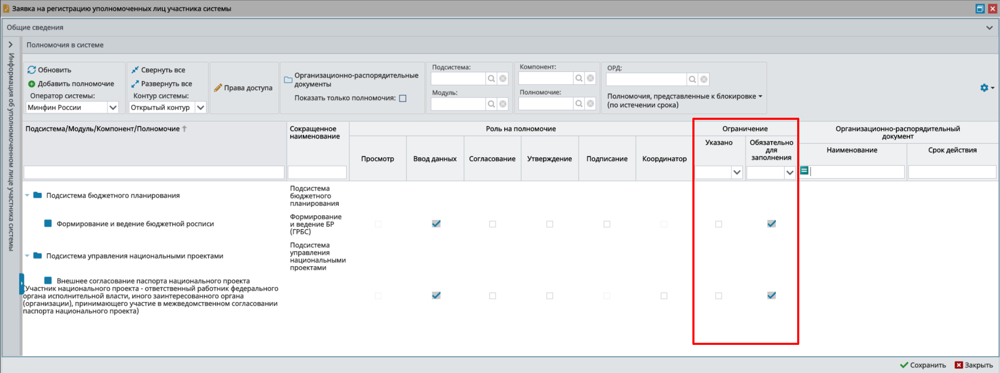 Заявка на регистрацию уполномоченных лиц участника системы
Общие сведения
Информация об уполномоченном лице участника системы
Полномочия в системе
Обновить
Добавить полномочие
Оператор системы:
Минфин России
Свернуть все
Развернуть все
Контур системы:
Открытый контур
Права доступа
Организационно-распорядительные
документы
Показать только полномочия:
Подсистема:
Модуль:
Компонент:
Полномочие:
ОРД:
Полномочия, представленные к блокировке
(по истечении срока)
Подсистема/Модуль/Компонент/Полномочие
Сокращенное
наименование
Роль на полномочие
Просмотр
Ввод данных
Согласование
Утверждение
Подписание
Координатор
Ограничение
Указано
Обязательно
для
заполнения
Организационно-распорядительный
документ
Наименование
Срок действия
Подсистема бюджетного планирования
Подсистема
бюджетного
планирования
Формирование и ведение бюджетной росписи
Формирование
и ведение БР
(ГРБС)
Подсистема управления национальными проектами
Подсистема
управления
национальными
проектами
Внешнее согласование паспорта национального проекта
(Участник национального проекта - ответственный работник федерального
органа исполнительной власти, иного заинтересованного органа
(организации), принимающего участие в межведомственном согласовании
паспорта национального проекта)
Сохранить
Закрыть